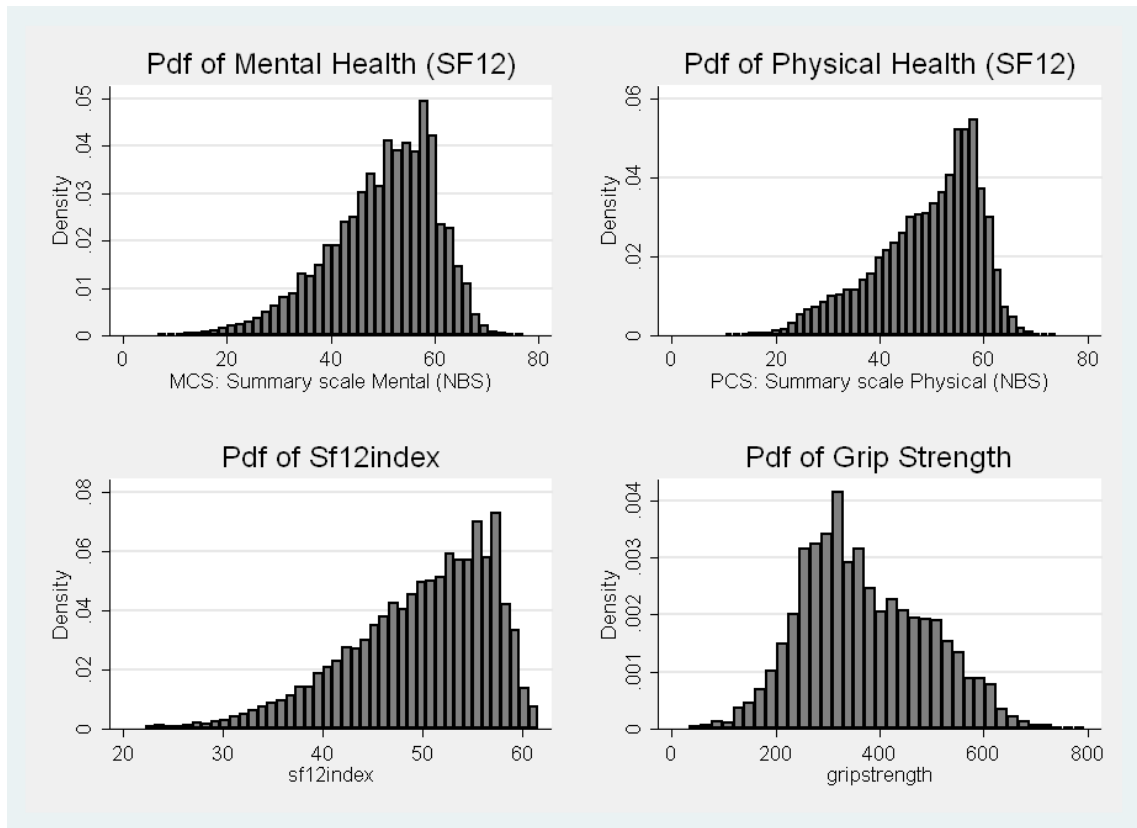 Pdf of Mental Health (SF12)
Density
0 .01 .02 .03 .04 .05
0 20 40 60 80
MCS: Summary scale Mental (NBS)
Pdf of Physical Health (SF12)
Density
0 .02 .04 .06
0 20 40 60 80
PCS: Summary scale Physical (NBS)
Pdf of Sf12index
Density
0 .02 .04 .06 .08
20 30 40 50 60
sf12index
Pdf of Grip Strength
Density
0 .001 .002 .003 .004
0 200 400 600 800
gripstrength